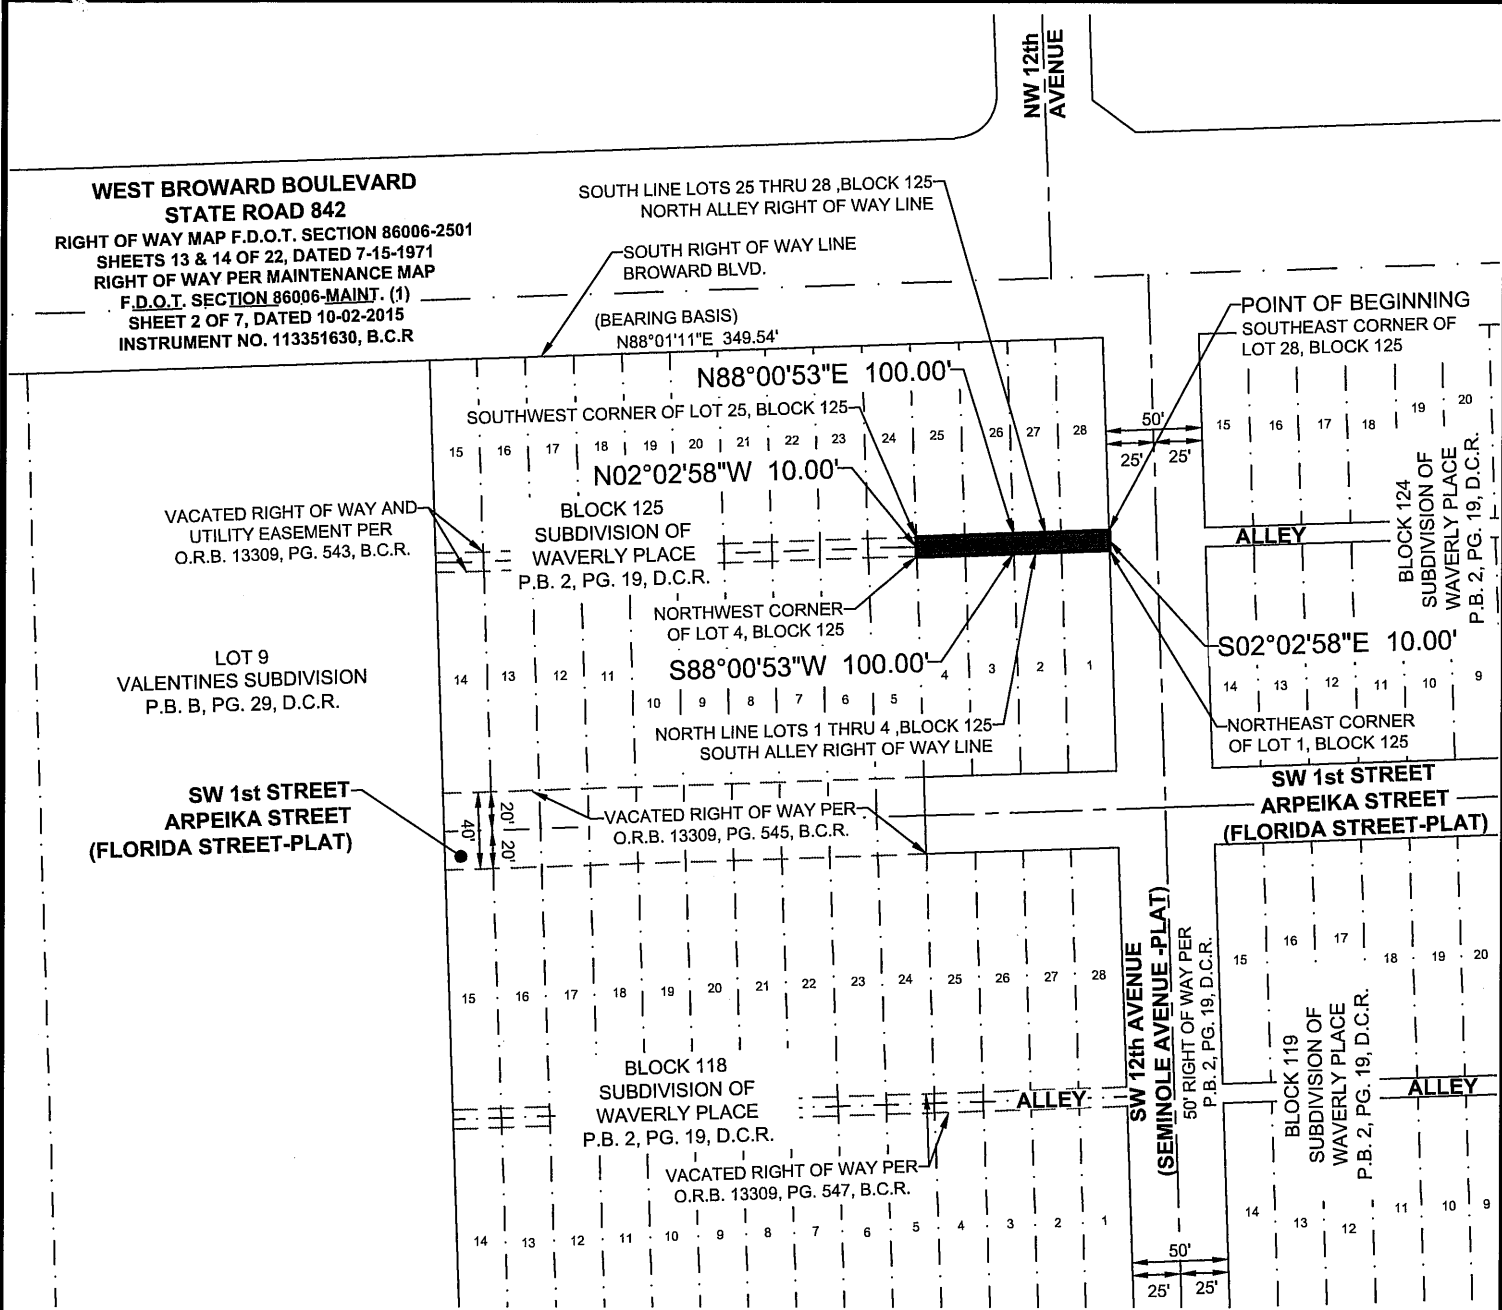 NW 12th
AVENUE
WEST BROWARD BOULEVARD
STATE ROAD 842
RIGHT OF WAY MAP F.D.O.T. SECTION 86006-2501
SHEETS 13 & 14 OF 22, DATED 7-15-1971
RIGHT OF WAY PER MAINTENANCE MAP
F.D.O.T. SECTION 86006-MAINT. (1)
SHEET 2 OF 7, DATED 10-02-2015
INSTRUMENT NO. 113351630, B.C.R
SOUTH LINE LOTS 25 THRU 28 ,BLOCK 125
NORTH ALLEY RIGHT OF WAY LINE
SOUTH RIGHT OF WAY LINE
BROWARD BLVD.
(BEARING BASIS)
N88°01'11"E 349.54'
POINT OF BEGINNING
SOUTHEAST CORNER OF
LOT 28, BLOCK 125
N88°00'53"E 100.00'
SOUTHWEST CORNER OF LOT 25, BLOCK 125
15 16 17 18 19 20 21 22 23 24 25 26 27 28
50'
25' 25'
15 16 17 18 19 20
N02°02'58"W 10.00'
VACATED RIGHT OF WAY AND
UTILITY EASEMENT PER
O.R.B. 13309, PG. 543, B.C.R.
BLOCK 125
SUBDIVISION OF
WAVERLY PLACE
P.B. 2, PG. 19, D.C.R.
ALLEY
BLOCK 124
SUBDIVISION OF
WAVERLY PLACE
P.B. 2, PG. 19, D.C.R.
NORTHWEST CORNER
OF LOT 4, BLOCK 125
S02°02'58"E 10.00'
S88°00'53"W 100.00'
LOT 9
VALENTINES SUBDIVISION
P.B. B, PG. 29, D.C.R.
14 13 12 11 10 9 8 7 6 5 4 3 2 1
14 13 12 11 10 9
NORTH LINE LOTS 1 THRU 4 ,BLOCK 125
SOUTH ALLEY RIGHT OF WAY LINE
NORTHEAST CORNER
OF LOT 1, BLOCK 125
SW 1st STREET
ARPEIKA STREET
(FLORIDA STREET-PLAT)
40'
20'
20'
VACATED RIGHT OF WAY PER
O.R.B. 13309, PG. 545, B.C.R.
SW 1st STREET
ARPEIKA STREET
(FLORIDA STREET-PLAT)
15 16 17 18 19 20 21 22 23 24 25 26 27 28
15 16 17 18 19 20
SW 12th AVENUE
(SEMINOLE AVENUE -PLAT)
50' RIGHT OF WAY PER
P.B. 2, PG. 19, D.C.R.
BLOCK 118
SUBDIVISION OF
WAVERLY PLACE
P.B. 2, PG. 19, D.C.R.
ALLEY
BLOCK 119
SUBDIVISION OF
WAVERLY PLACE
P.B. 2, PG. 19, D.C.R.
ALLEY
VACATED RIGHT OF WAY PER
O.R.B. 13309, PG. 547, B.C.R.
14 13 12 11 10 9 8 7 6 5 4 3 2 1
14 13 12 11 10 9
50'
25' 25'